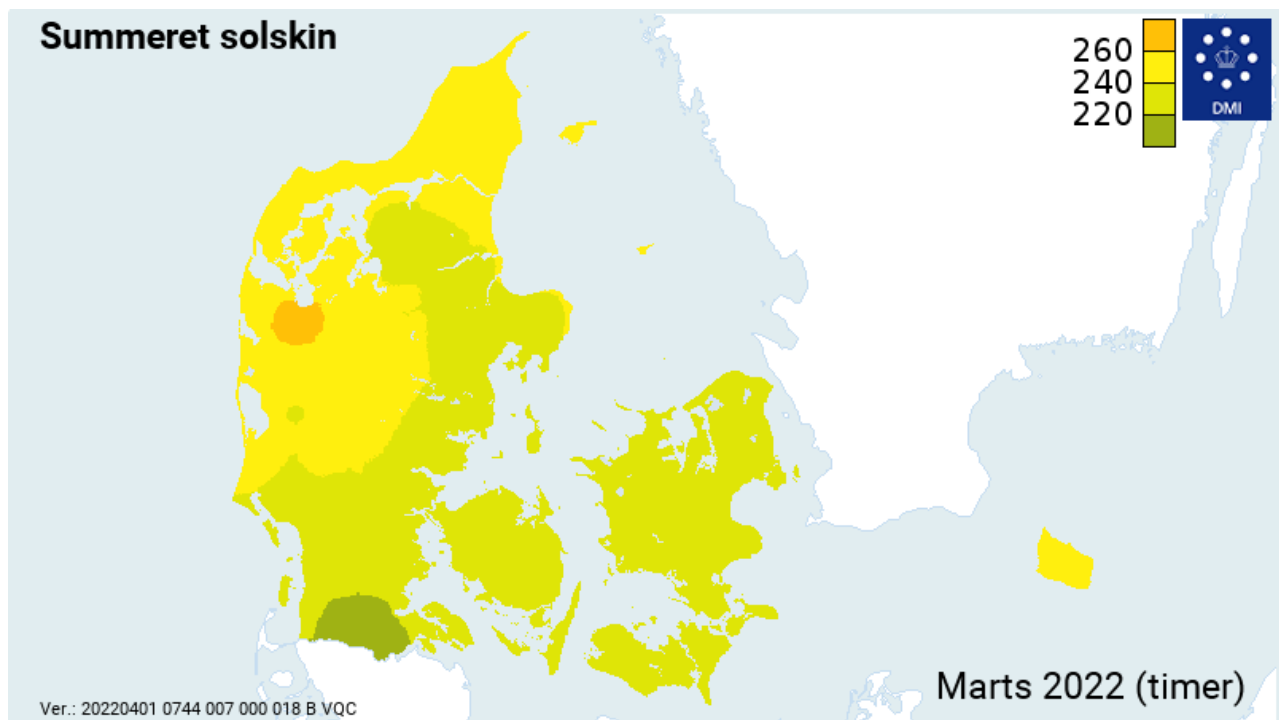 Summeret solskin
260
240
220
DMI
Marts 2022 (timer)
Ver.: 20220401 0744 007 000 018 B VQC